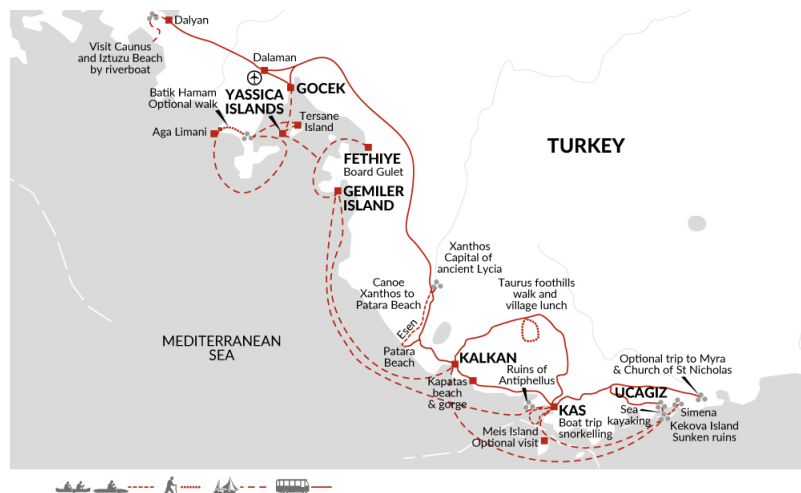 Dalyan
Visit Caunus
and Iztuzu Beach
by riverboat
Dalaman
Batik Hamam
Optional walk
YASSICA
ISLANDS
GOCEK
Aga Limani
Tersane
Island
TURKEY
FETHIYE
Board Gulet
GEMILER
ISLAND
Xanthos
Capital of
ancient Lycia
Canoe
Xanthos to
Patara Beach
Taurus foothills
walk and
village lunch
Esen
MEDITERRANEAN
SEA
Patara
Beach
KALKAN
Ruins of
Antiphellus
Optional trip to Myra
& Church of St Nicholas
Kapatas
beach
& gorge
UCAGIZ
KAS
Boat trip
snorkelling
Sea
kayaking
Simena
Kekova Island
Sunken ruins
Meis Island
Optional visit